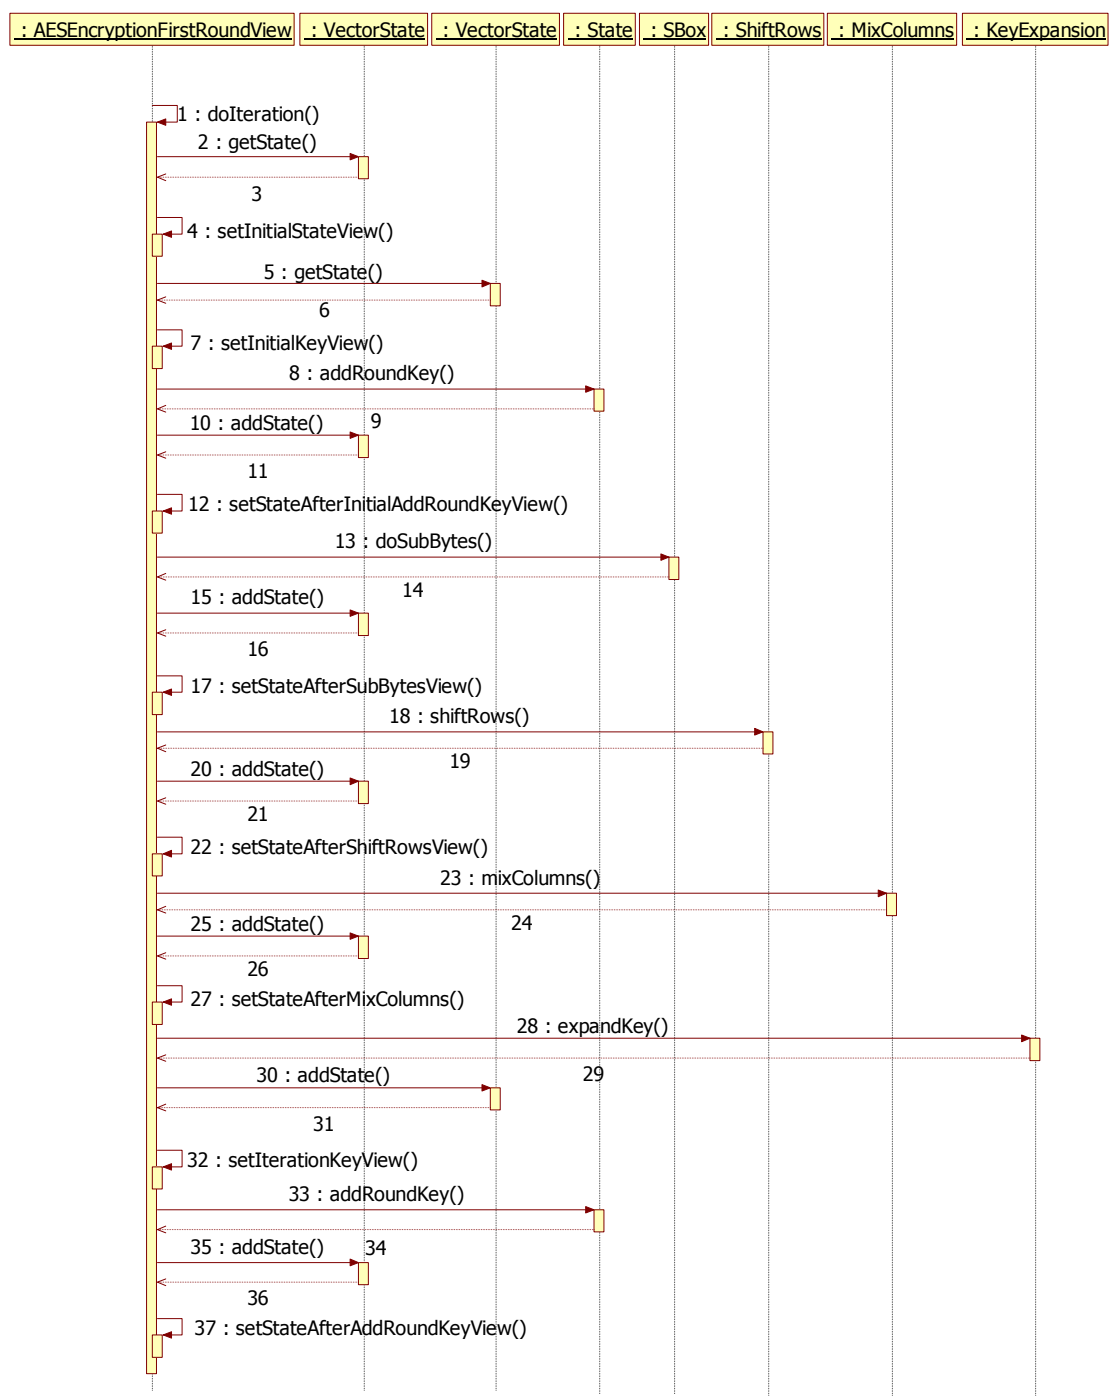 : AESEncryptionFirstRoundView : VectorState : VectorState : State : SBox : ShiftRows : MixColumns : KeyExpansion
1 : doIteration()
2 : getState()
3
4 : setInitialStateView()
5 : getState()
6
7 : setInitialKeyView()
8 : addRoundKey()
9
10 : addState()
11
12 : setStateAfterInitialAddRoundKeyView()
13 : doSubBytes()
14
15 : addState()
16
17 : setStateAfterSubBytesView()
18 : shiftRows()
19
20 : addState()
21
22 : setStateAfterShiftRowsView()
23 : mixColumns()
24
25 : addState()
26
27 : setStateAfterMixColumns()
28 : expandKey()
29
30 : addState()
31
32 : setIterationKeyView()
33 : addRoundKey()
34
35 : addState()
36
37 : setStateAfterAddRoundKeyView()